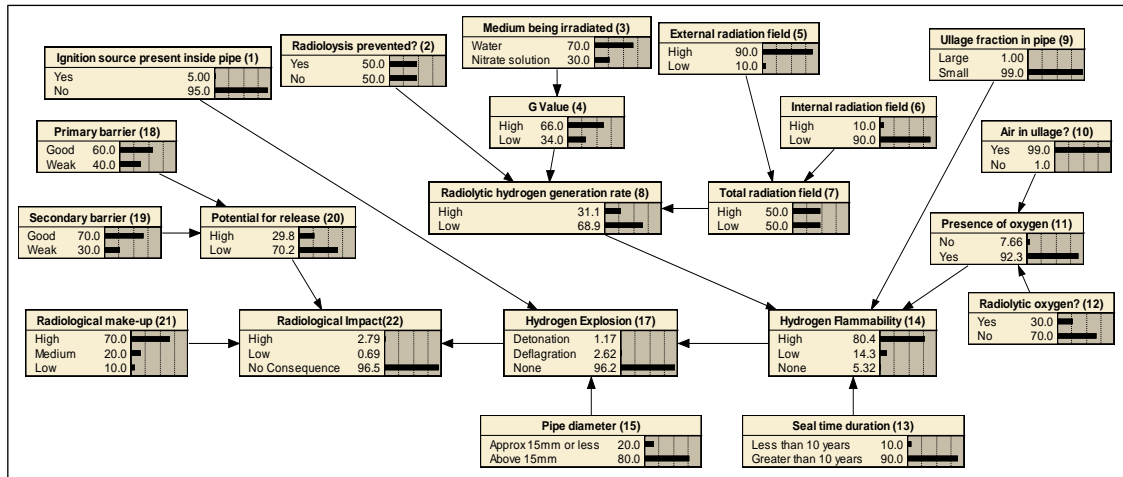 Medium being irradiated (3)
Water 70.0
Nitrate solution 30.0
External radiation field (5)
High 90.0
Low 10.0
Ullage fraction in pipe (9)
Large 1.00
Small 99.0
Ignition source present inside pipe (1)
Yes 5.00
No 95.0
Radioloysis prevented? (2)
Yes 50.0
No 50.0
G Value (4)
High 66.0
Low 34.0
Internal radiation field (6)
High 10.0
Low 90.0
Air in ullage? (10)
Yes 99.0
No 1.0
Primary barrier (18)
Good 60.0
Weak 40.0
Radiolytic hydrogen generation rate (8)
High 31.1
Low 68.9
Total radiation field (7)
High 50.0
Low 50.0
Secondary barrier (19)
Good 70.0
Weak 30.0
Potential for release (20)
High 29.8
Low 70.2
Presence of oxygen (11)
No 7.66
Yes 92.3
Radiolytic oxygen? (12)
Yes 30.0
No 70.0
Radiological make-up (21)
High 70.0
Medium 20.0
Low 10.0
Radiological Impact(22)
High 2.79
Low 0.69
No Consequence 96.5
Hydrogen Explosion (17)
Detonation 1.17
Deflagration 2.62
None 96.2
Hydrogen Flammability (14)
High 80.4
Low 14.3
None 5.32
Pipe diameter (15)
Approx 15mm or less 20.0
Above 15mm 80.0
Seal time duration (13)
Less than 10 years 10.0
Greater than 10 years 90.0